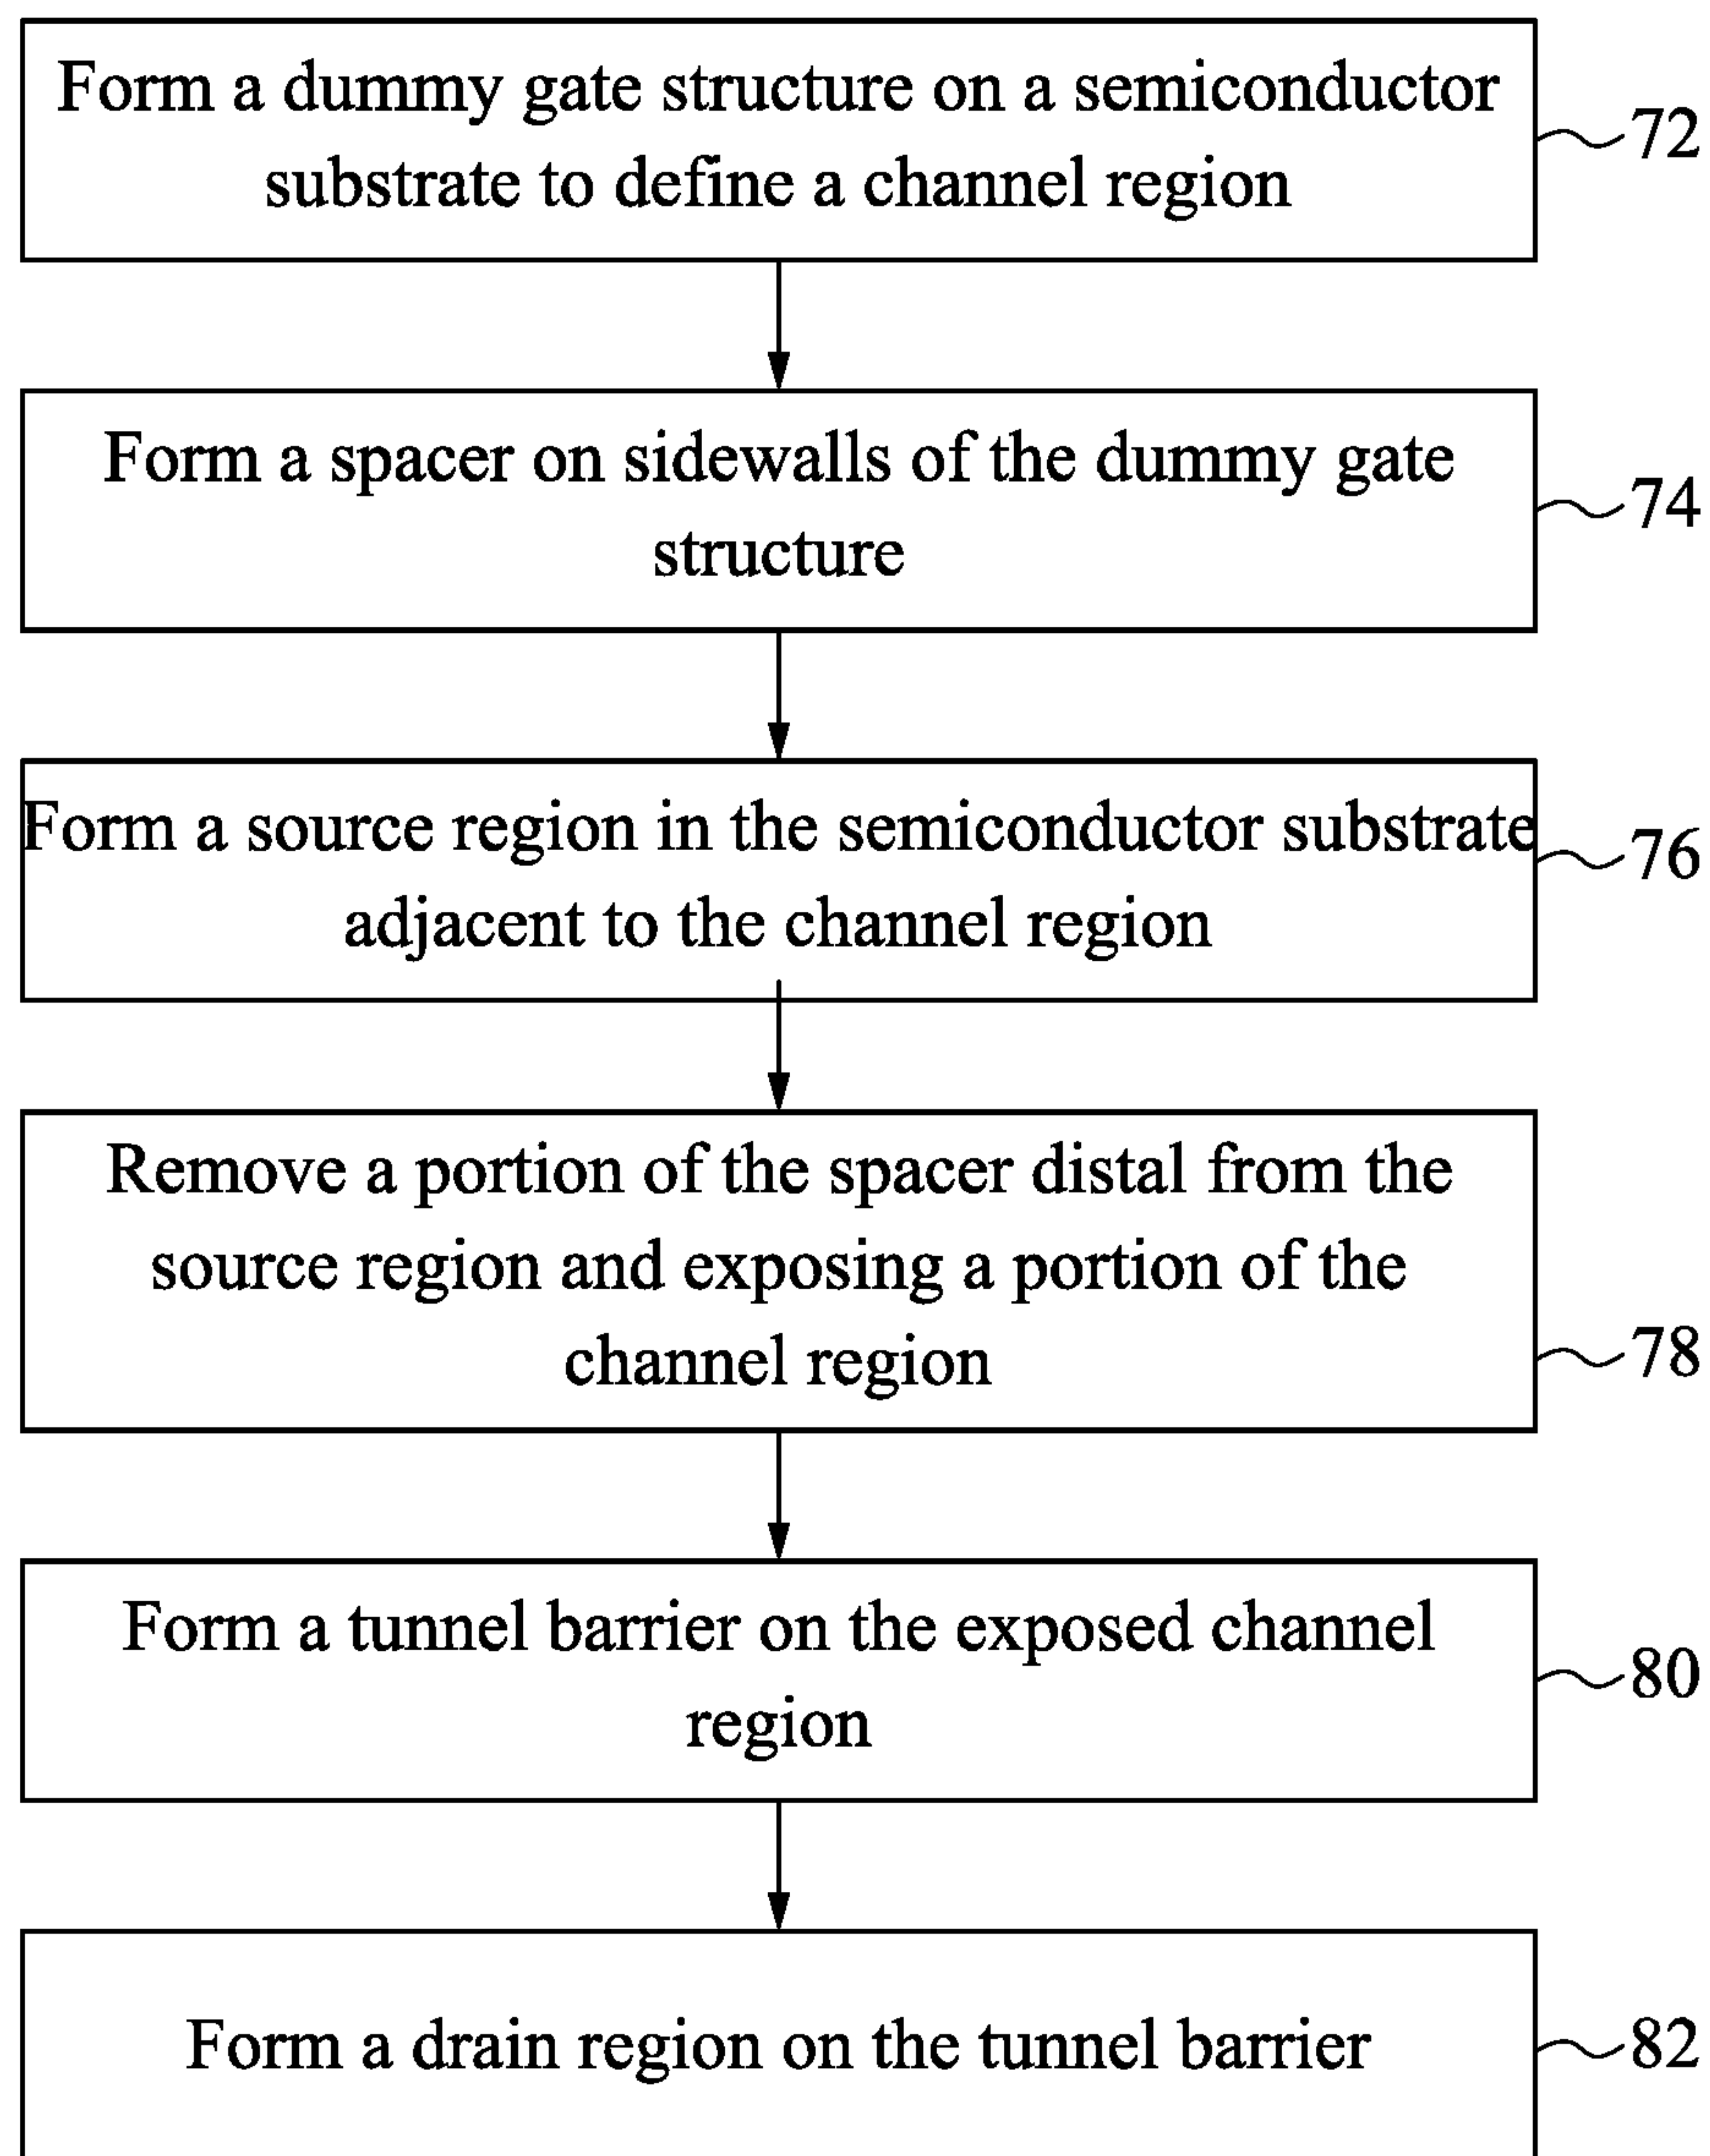 Form a dummy gate structure on a semiconductor
substrate to define a channel region
72
Form a spacer on sidewalls of the dummy gate
structure
74
Form a source region in the semiconductor substrate
adjacent to the channel region
76
Remove a portion of the spacer distal from the
source region and exposing a portion of the
channel region
78
Form a tunnel barrier on the exposed channel
region
80
Form a drain region on the tunnel barrier
82